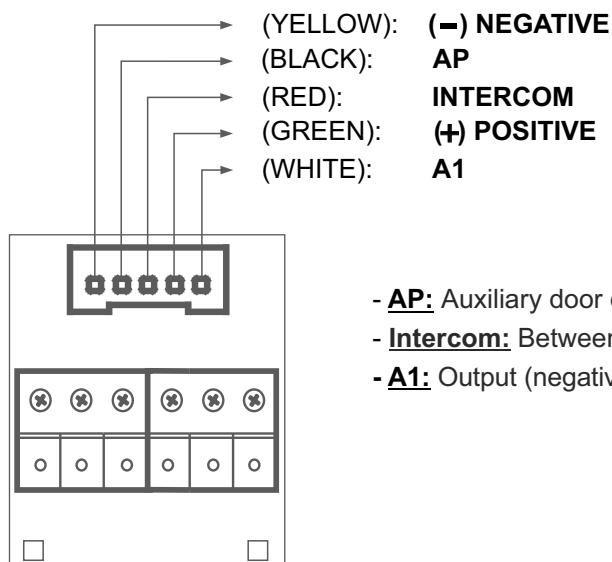 (YELLOW): (–) NEGATIVE
(BLACK): AP
(RED): INTERCOM
(GREEN): (+) POSITIVE
(WHITE): A1
- AP: Auxiliary door
- Intercom: Between
- A1: Output (negativ